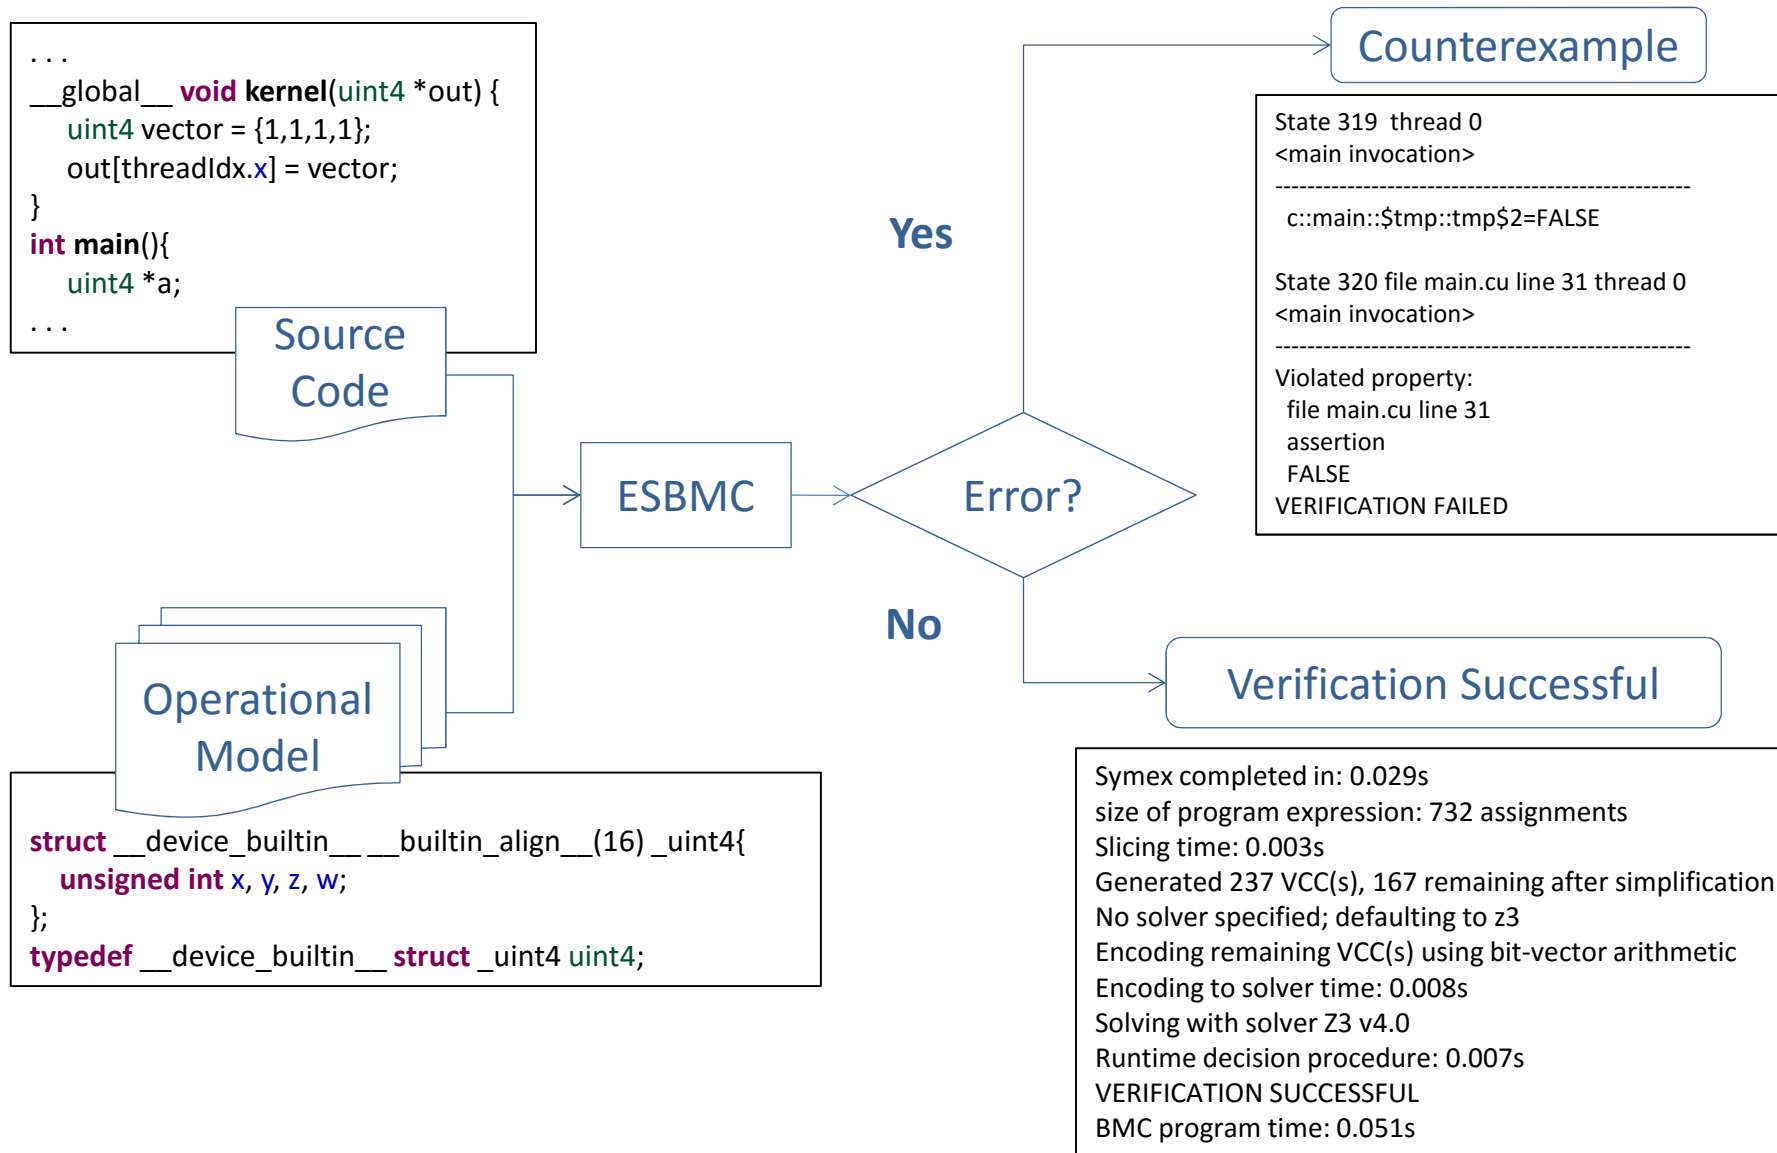 . . .
__global__ void kernel(uint4 *out) {
uint4 vector = {1,1,1,1};
out[threadIdx.x] = vector;
}
int main(){
uint4 *a;
. . .
Source
Code
Operational
Model
struct __device_builtin__ __builtin_align__(16) _uint4{
unsigned int x, y, z, w;
};
typedef __device_builtin__ struct _uint4 uint4;
ESBMC
Error?
Yes
Counterexample
State 319  thread 0
<main invocation>
----------------------------------------------------
c::main::$tmp::tmp$2=FALSE
State 320 file main.cu line 31 thread 0
<main invocation>
----------------------------------------------------
Violated property:
file main.cu line 31
assertion
FALSE
VERIFICATION FAILED
No
Verification Successful
Symex completed in: 0.029s
size of program expression: 732 assignments
Slicing time: 0.003s
Generated 237 VCC(s), 167 remaining after simplification
No solver specified; defaulting to z3
Encoding remaining VCC(s) using bit-vector arithmetic
Encoding to solver time: 0.008s
Solving with solver Z3 v4.0
Runtime decision procedure: 0.007s
VERIFICATION SUCCESSFUL
BMC program time: 0.051s